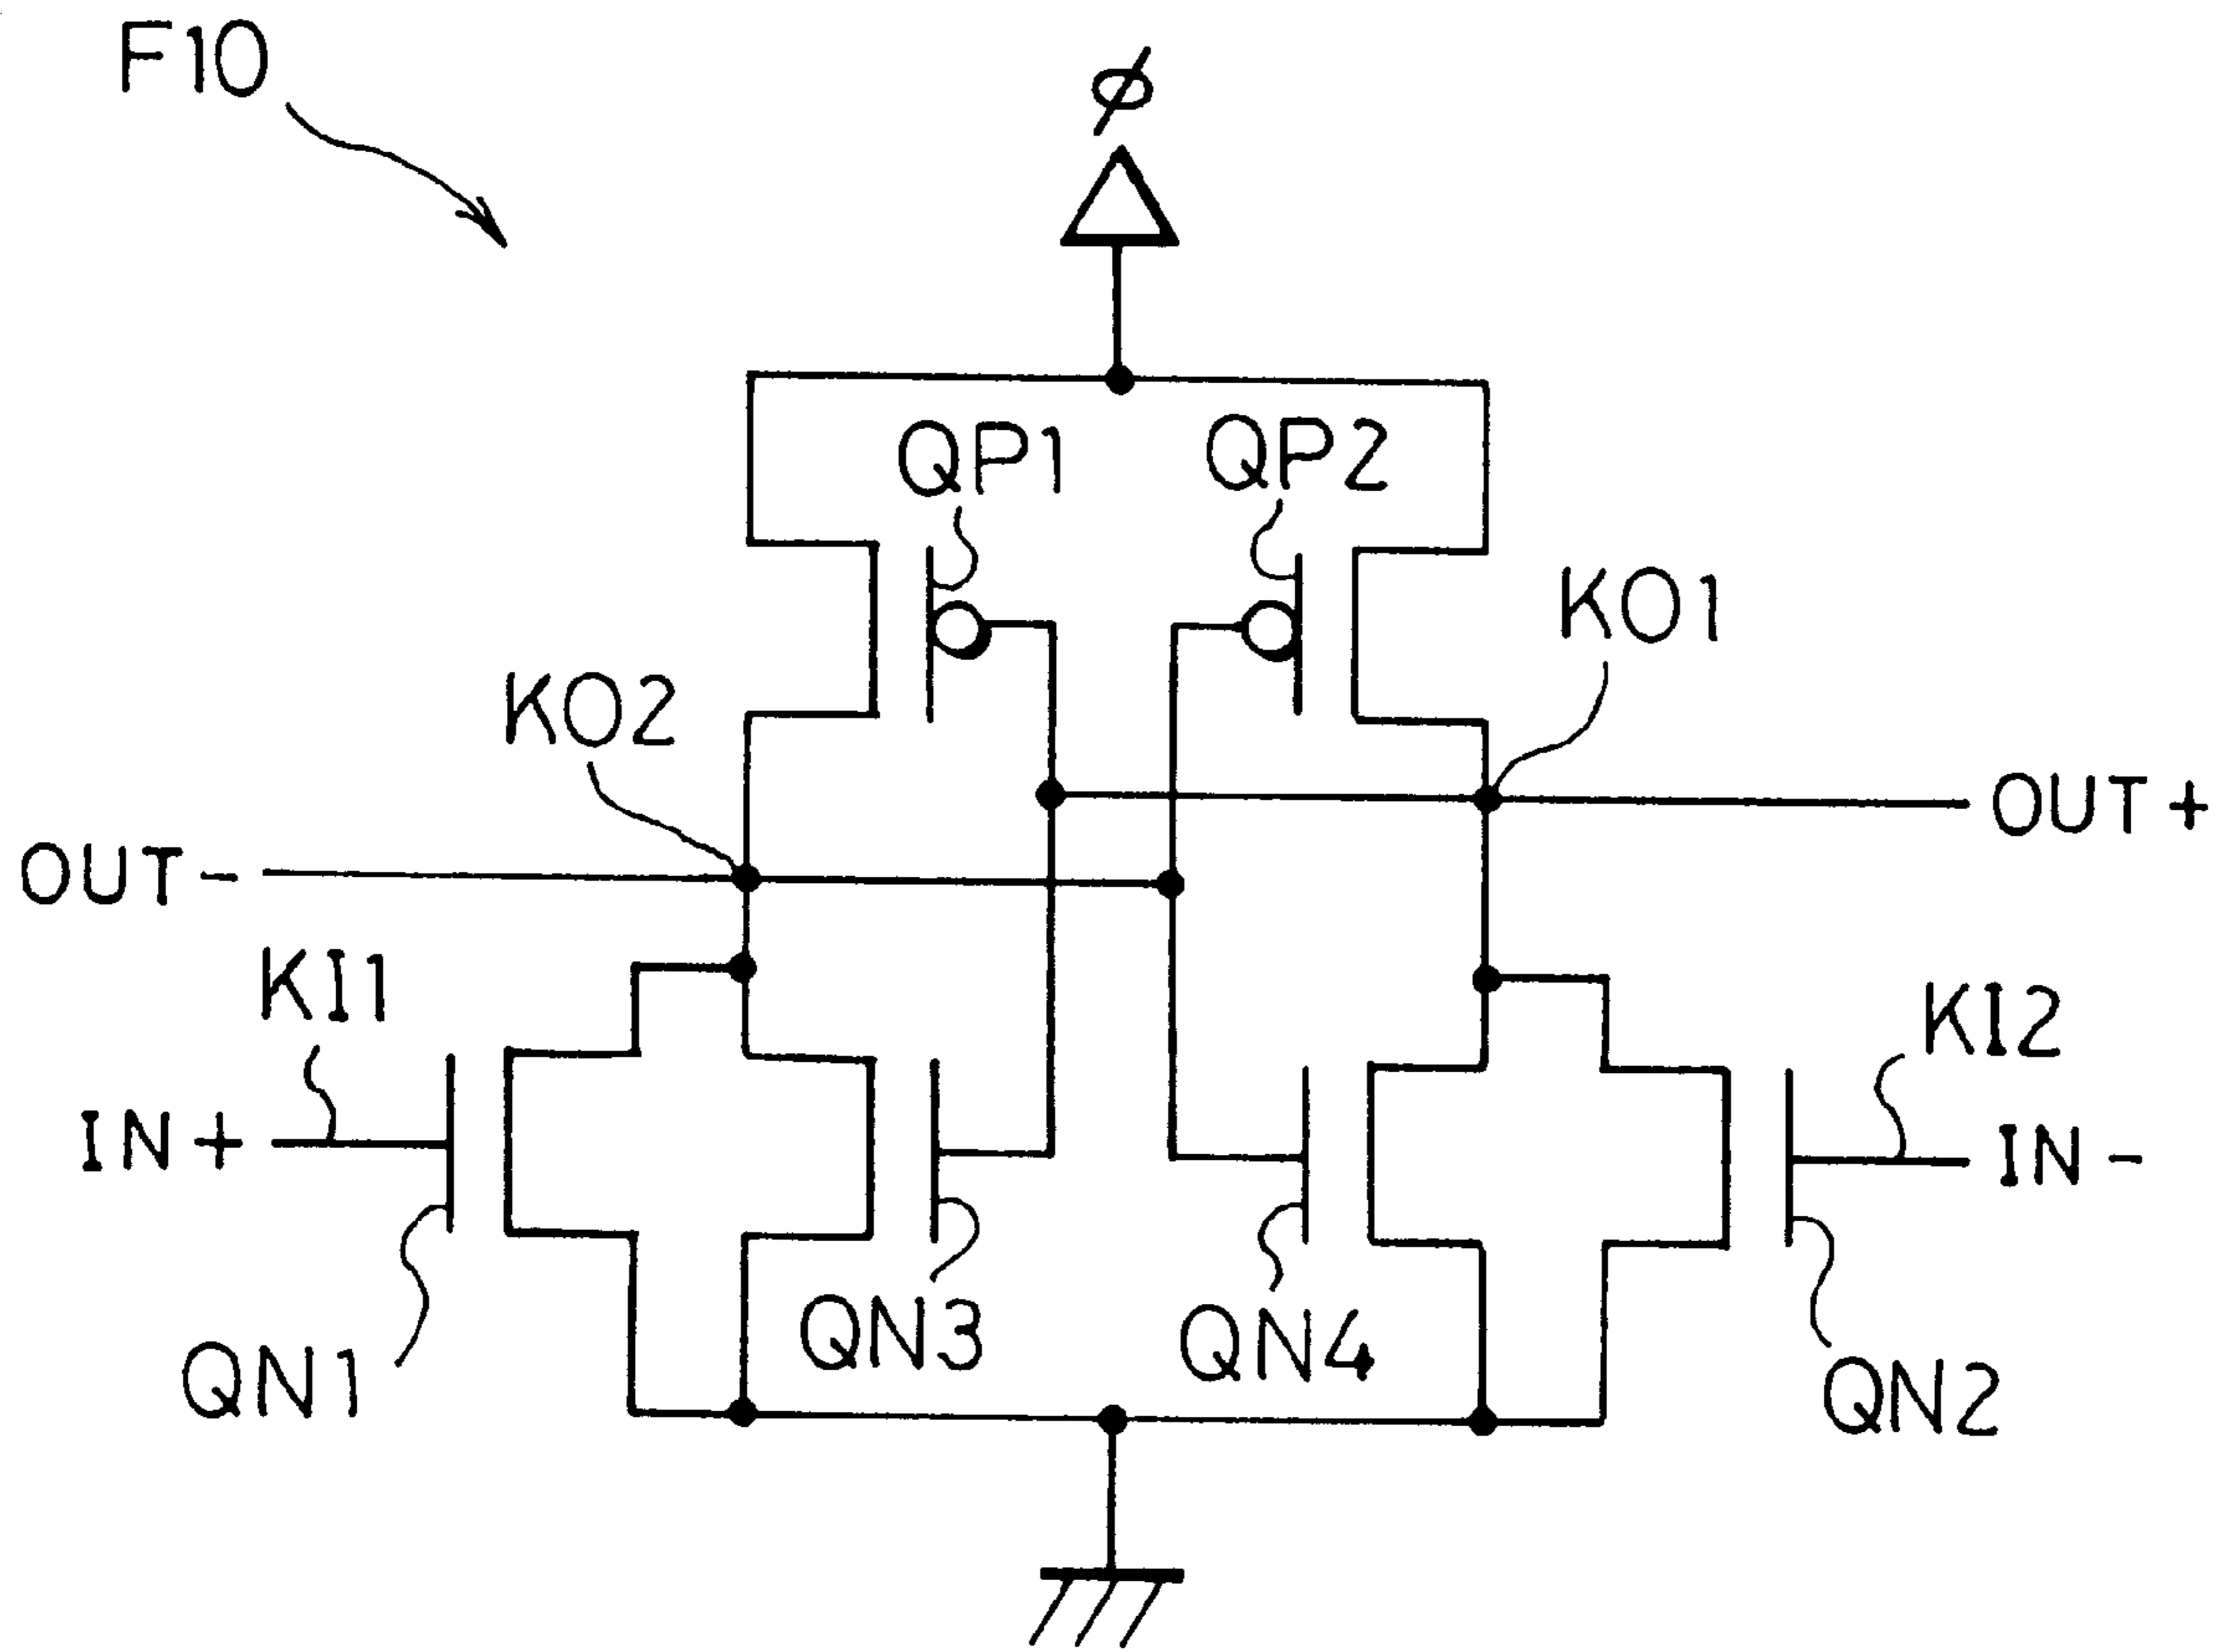 F10
φ
QP1
QP2
KO1
KO2
OUT+
OUT-
KI1
KI2
IN+
IN-
QN3
QN4
QN1
QN2